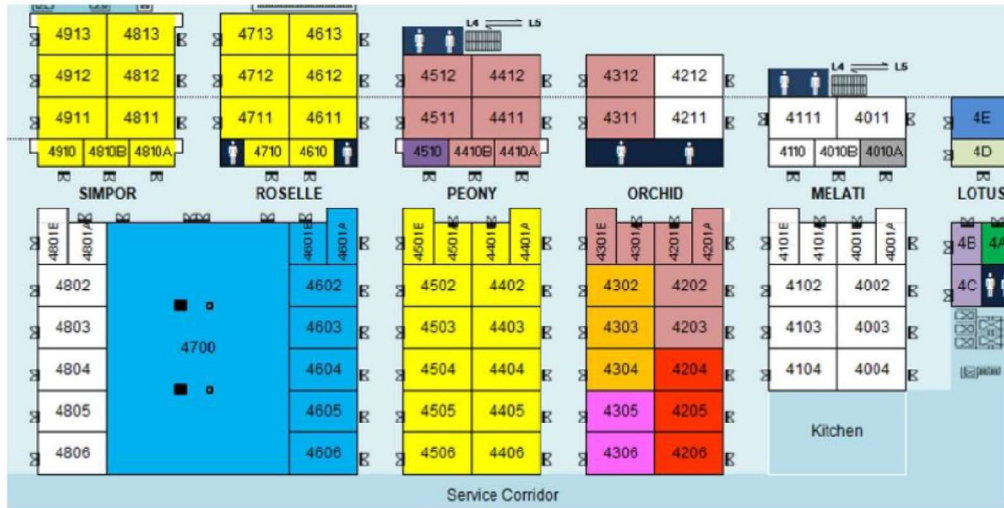 4913 4813 4713 4613 L4 L5
4912 4812 4712 4612 4512 4412 4312 4212 L4 L5
4911 4811 4711 4611 4511 4411 4311 4211 4111 4011 4E
4910 4810B 4810A 4710 4610 4510 4410B 4410A 4110 4010B 4010A 4D
SIMPOR ROSELLE PEONY ORCHID MELATI LOTUS
4801E 4801A 4601E 4601A 4501E 4501A 4401E 4401A 4301E 4301A 4201E 4201A 4101E 4101A 4001E 4001A 4B 4A
4802 4602 4502 4402 4302 4202 4102 4002 4C
4803 4603 4503 4403 4303 4203 4103 4003
4700
4804 4604 4504 4404 4304 4204 4104 4004
4805 4605 4505 4405 4305 4205
Kitchen
4806 4606 4506 4406 4306 4206
Service Corridor